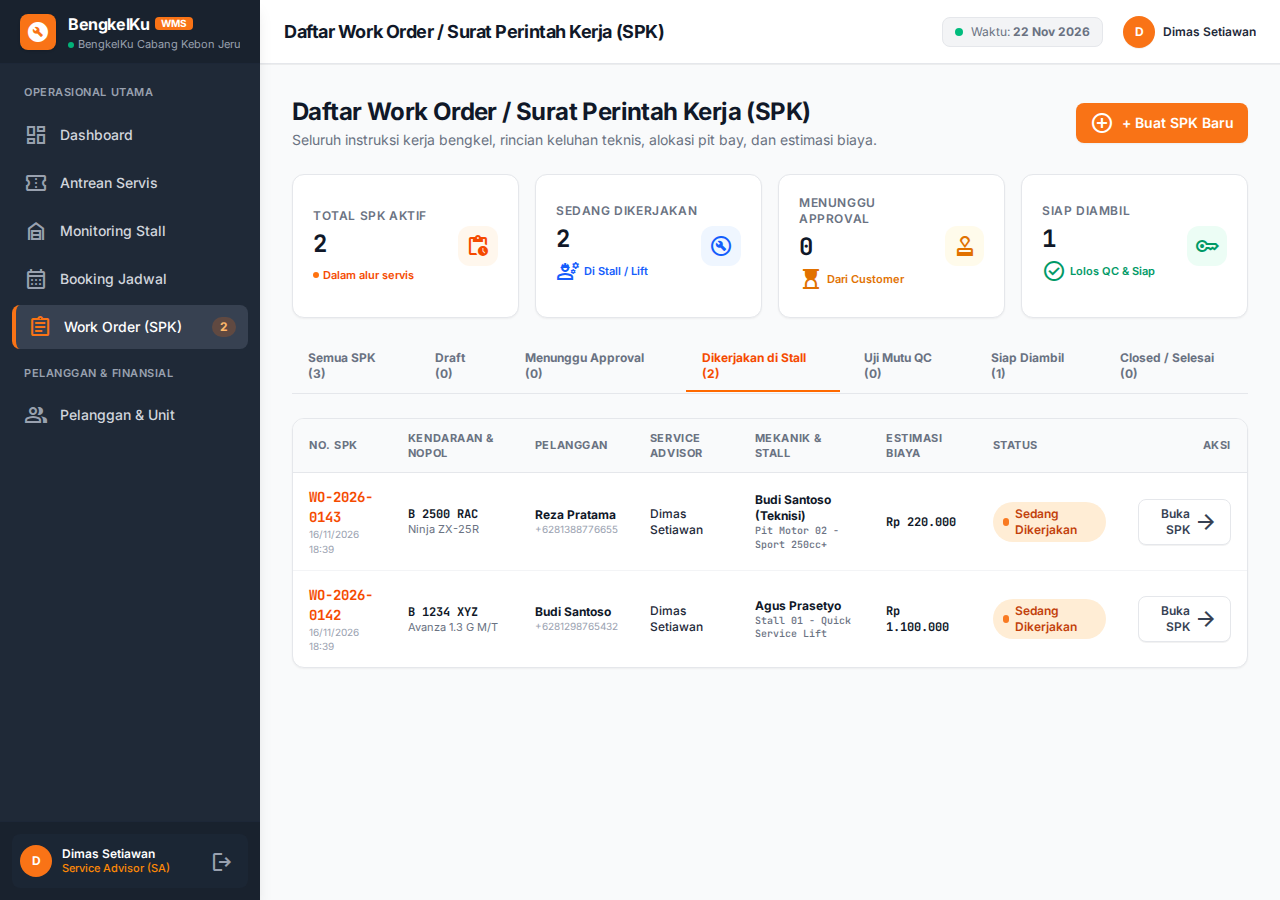 BengkelKu WMS
BengkelKu Cabang Kebon Jeru
Daftar Work Order / Surat Perintah Kerja (SPK)
Waktu: 22 Nov 2026
D
Dimas Setiawan
OPERASIONAL UTAMA
Dashboard
Antrean Servis
Monitoring Stall
Booking Jadwal
Work Order (SPK) 2
PELANGGAN & FINANSIAL
Pelanggan & Unit
D
Dimas Setiawan
Service Advisor (SA)
Daftar Work Order / Surat Perintah Kerja (SPK)
Seluruh instruksi kerja bengkel, rincian keluhan teknis, alokasi pit bay, dan estimasi biaya.
+ Buat SPK Baru
TOTAL SPK AKTIF
2
Dalam alur servis
SEDANG DIKERJAKAN
2
Di Stall / Lift
MENUNGGU
APPROVAL
0
Dari Customer
SIAP DIAMBIL
1
Lolos QC & Siap
Semua SPK
(3)
Draft
(0)
Menunggu Approval
(0)
Dikerjakan di Stall
(2)
Uji Mutu QC
(0)
Siap Diambil
(1)
Closed / Selesai
(0)
NO. SPK
KENDARAAN &
NOPOL
PELANGGAN
SERVICE
ADVISOR
MEKANIK &
STALL
ESTIMASI
BIAYA
STATUS
AKSI
WO-2026-
0143
16/11/2026
18:39
B 2500 RAC
Ninja ZX-25R
Reza Pratama
+6281388776655
Dimas
Setiawan
Budi Santoso
(Teknisi)
Pit Motor 02 -
Sport 250cc+
Rp 220.000
Sedang
Dikerjakan
Buka
SPK
WO-2026-
0142
16/11/2026
18:39
B 1234 XYZ
Avanza 1.3 G M/T
Budi Santoso
+6281298765432
Dimas
Setiawan
Agus Prasetyo
Stall 01 - Quick
Service Lift
Rp
1.100.000
Sedang
Dikerjakan
Buka
SPK